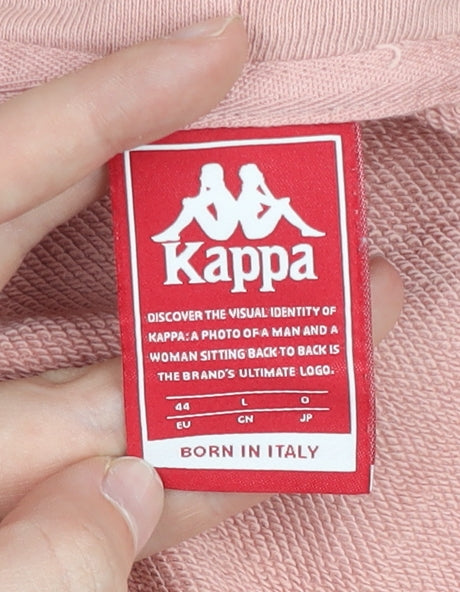 Kappa
DISCOVER THE VISUAL IDENTITY OF
KAPPA: A PHOTO OF A MAN AND A
WOMAN SITTING BACK-TO BACK IS
THE BRAND'S ULTIMATE LOGO.
44 L O
EU CN JP
BORN IN ITALY